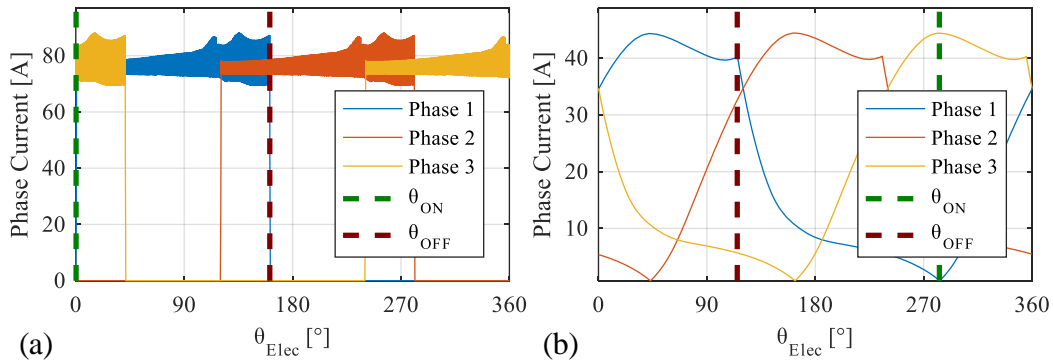 80
60
40
20
0
Phase Current [A]
Phase 1
Phase 2
Phase 3
θON
θOFF
0 90 180 270 360
θElec [°]
(a)
40
30
20
10
Phase Current [A]
Phase 1
Phase 2
Phase 3
θON
θOFF
0 90 180 270 360
θElec [°]
(b)